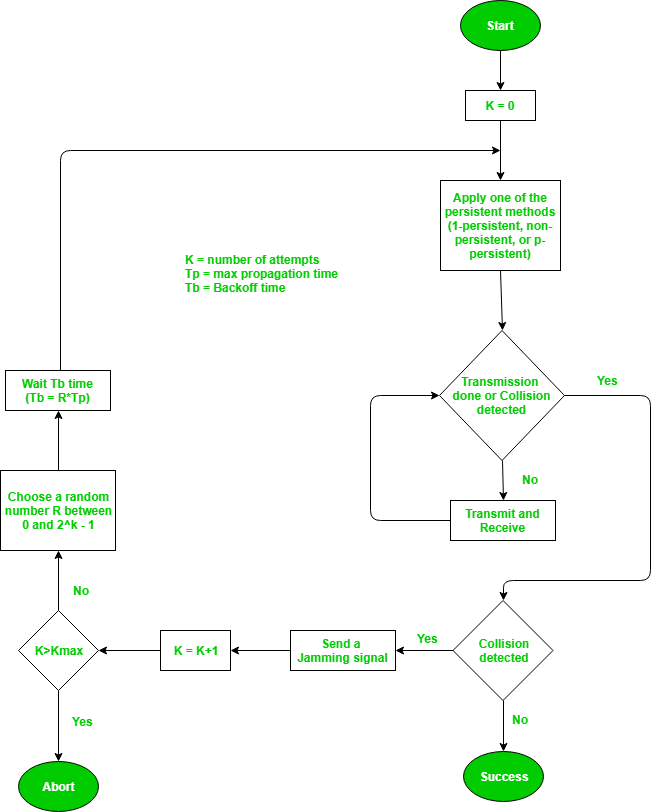 Start
K = 0
Apply one of the
persistent methods
(1-persistent, non-
persistent, or p-
persistent)
K = number of attempts
Tp = max propagation time
Tb = Backoff time
Wait Tb time
(Tb = R*Tp)
Transmission
done or Collision
detected
Yes
No
Transmit and
Receive
Choose a random
number R between
0 and 2^k - 1
No
K>Kmax
K = K+1
Send a
Jamming signal
Yes
Collision
detected
Yes
No
Abort
Success